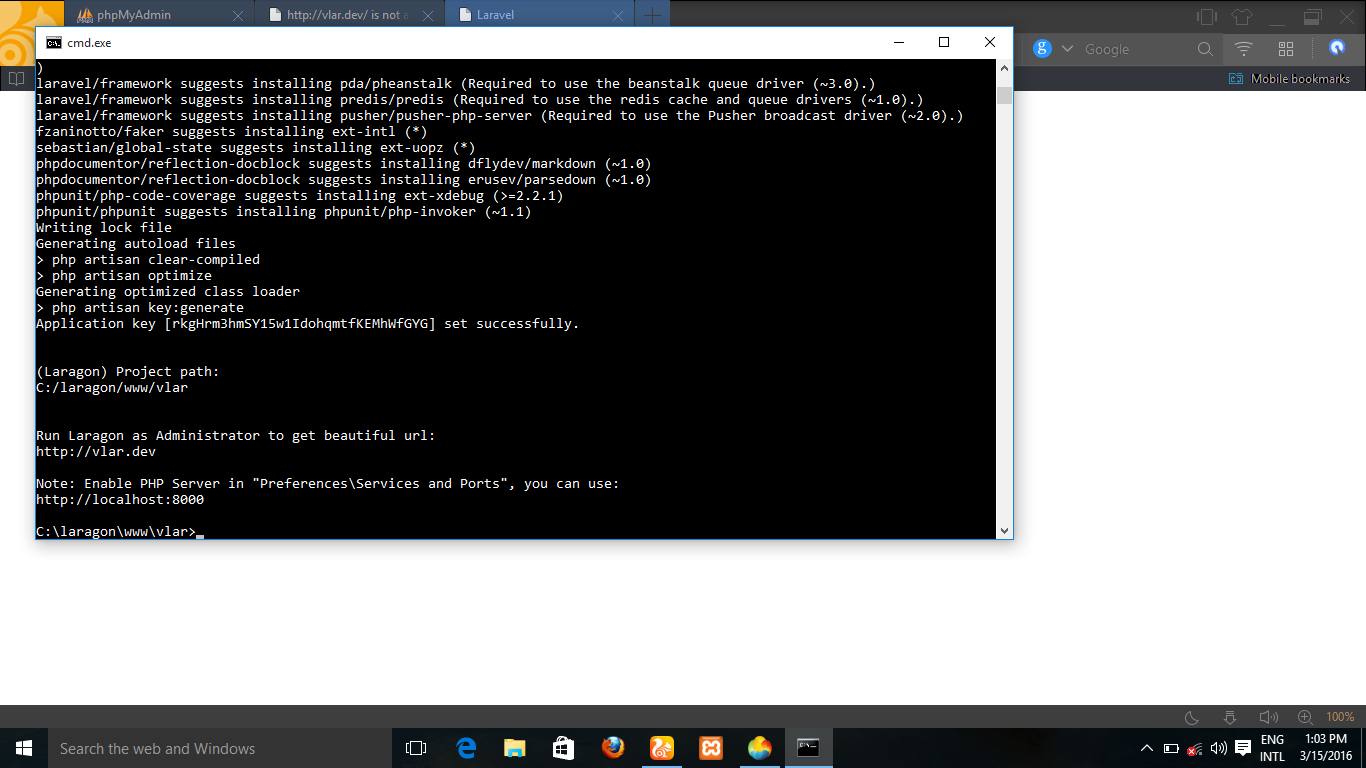 phpMyAdmin
http://vlar.dev/ is not a
Laravel
cmd.exe
Google
Mobile bookmarks
)
laravel/framework suggests installing pda/pheanstalk (Required to use the beanstalk queue driver (~3.0).)
laravel/framework suggests installing predis/predis (Required to use the redis cache and queue drivers (~1.0).)
laravel/framework suggests installing pusher/pusher-php-server (Required to use the Pusher broadcast driver (~2.0).)
fzaninotto/faker suggests installing ext-intl (*)
sebastian/global-state suggests installing ext-uopz (*)
phpdocumentor/reflection-docblock suggests installing dflydev/markdown (~1.0)
phpdocumentor/reflection-docblock suggests installing erusev/parsedown (~1.0)
phpunit/php-code-coverage suggests installing ext-xdebug (>=2.2.1)
phpunit/phpunit suggests installing phpunit/php-invoker (~1.1)
Writing lock file
Generating autoload files
> php artisan clear-compiled
> php artisan optimize
Generating optimized class loader
> php artisan key:generate
Application key [rkgHrm3hmSY15w1IdohqmtfKEMhWfGYG] set successfully.
(Laragon) Project path:
C:/laragon/www/vlar
Run Laragon as Administrator to get beautiful url:
http://vlar.dev
Note: Enable PHP Server in "Preferences\Services and Ports", you can use:
http://localhost:8000
C:\laragon\www\vlar>
100%
Search the web and Windows
ENG
INTL
1:03 PM
3/15/2016